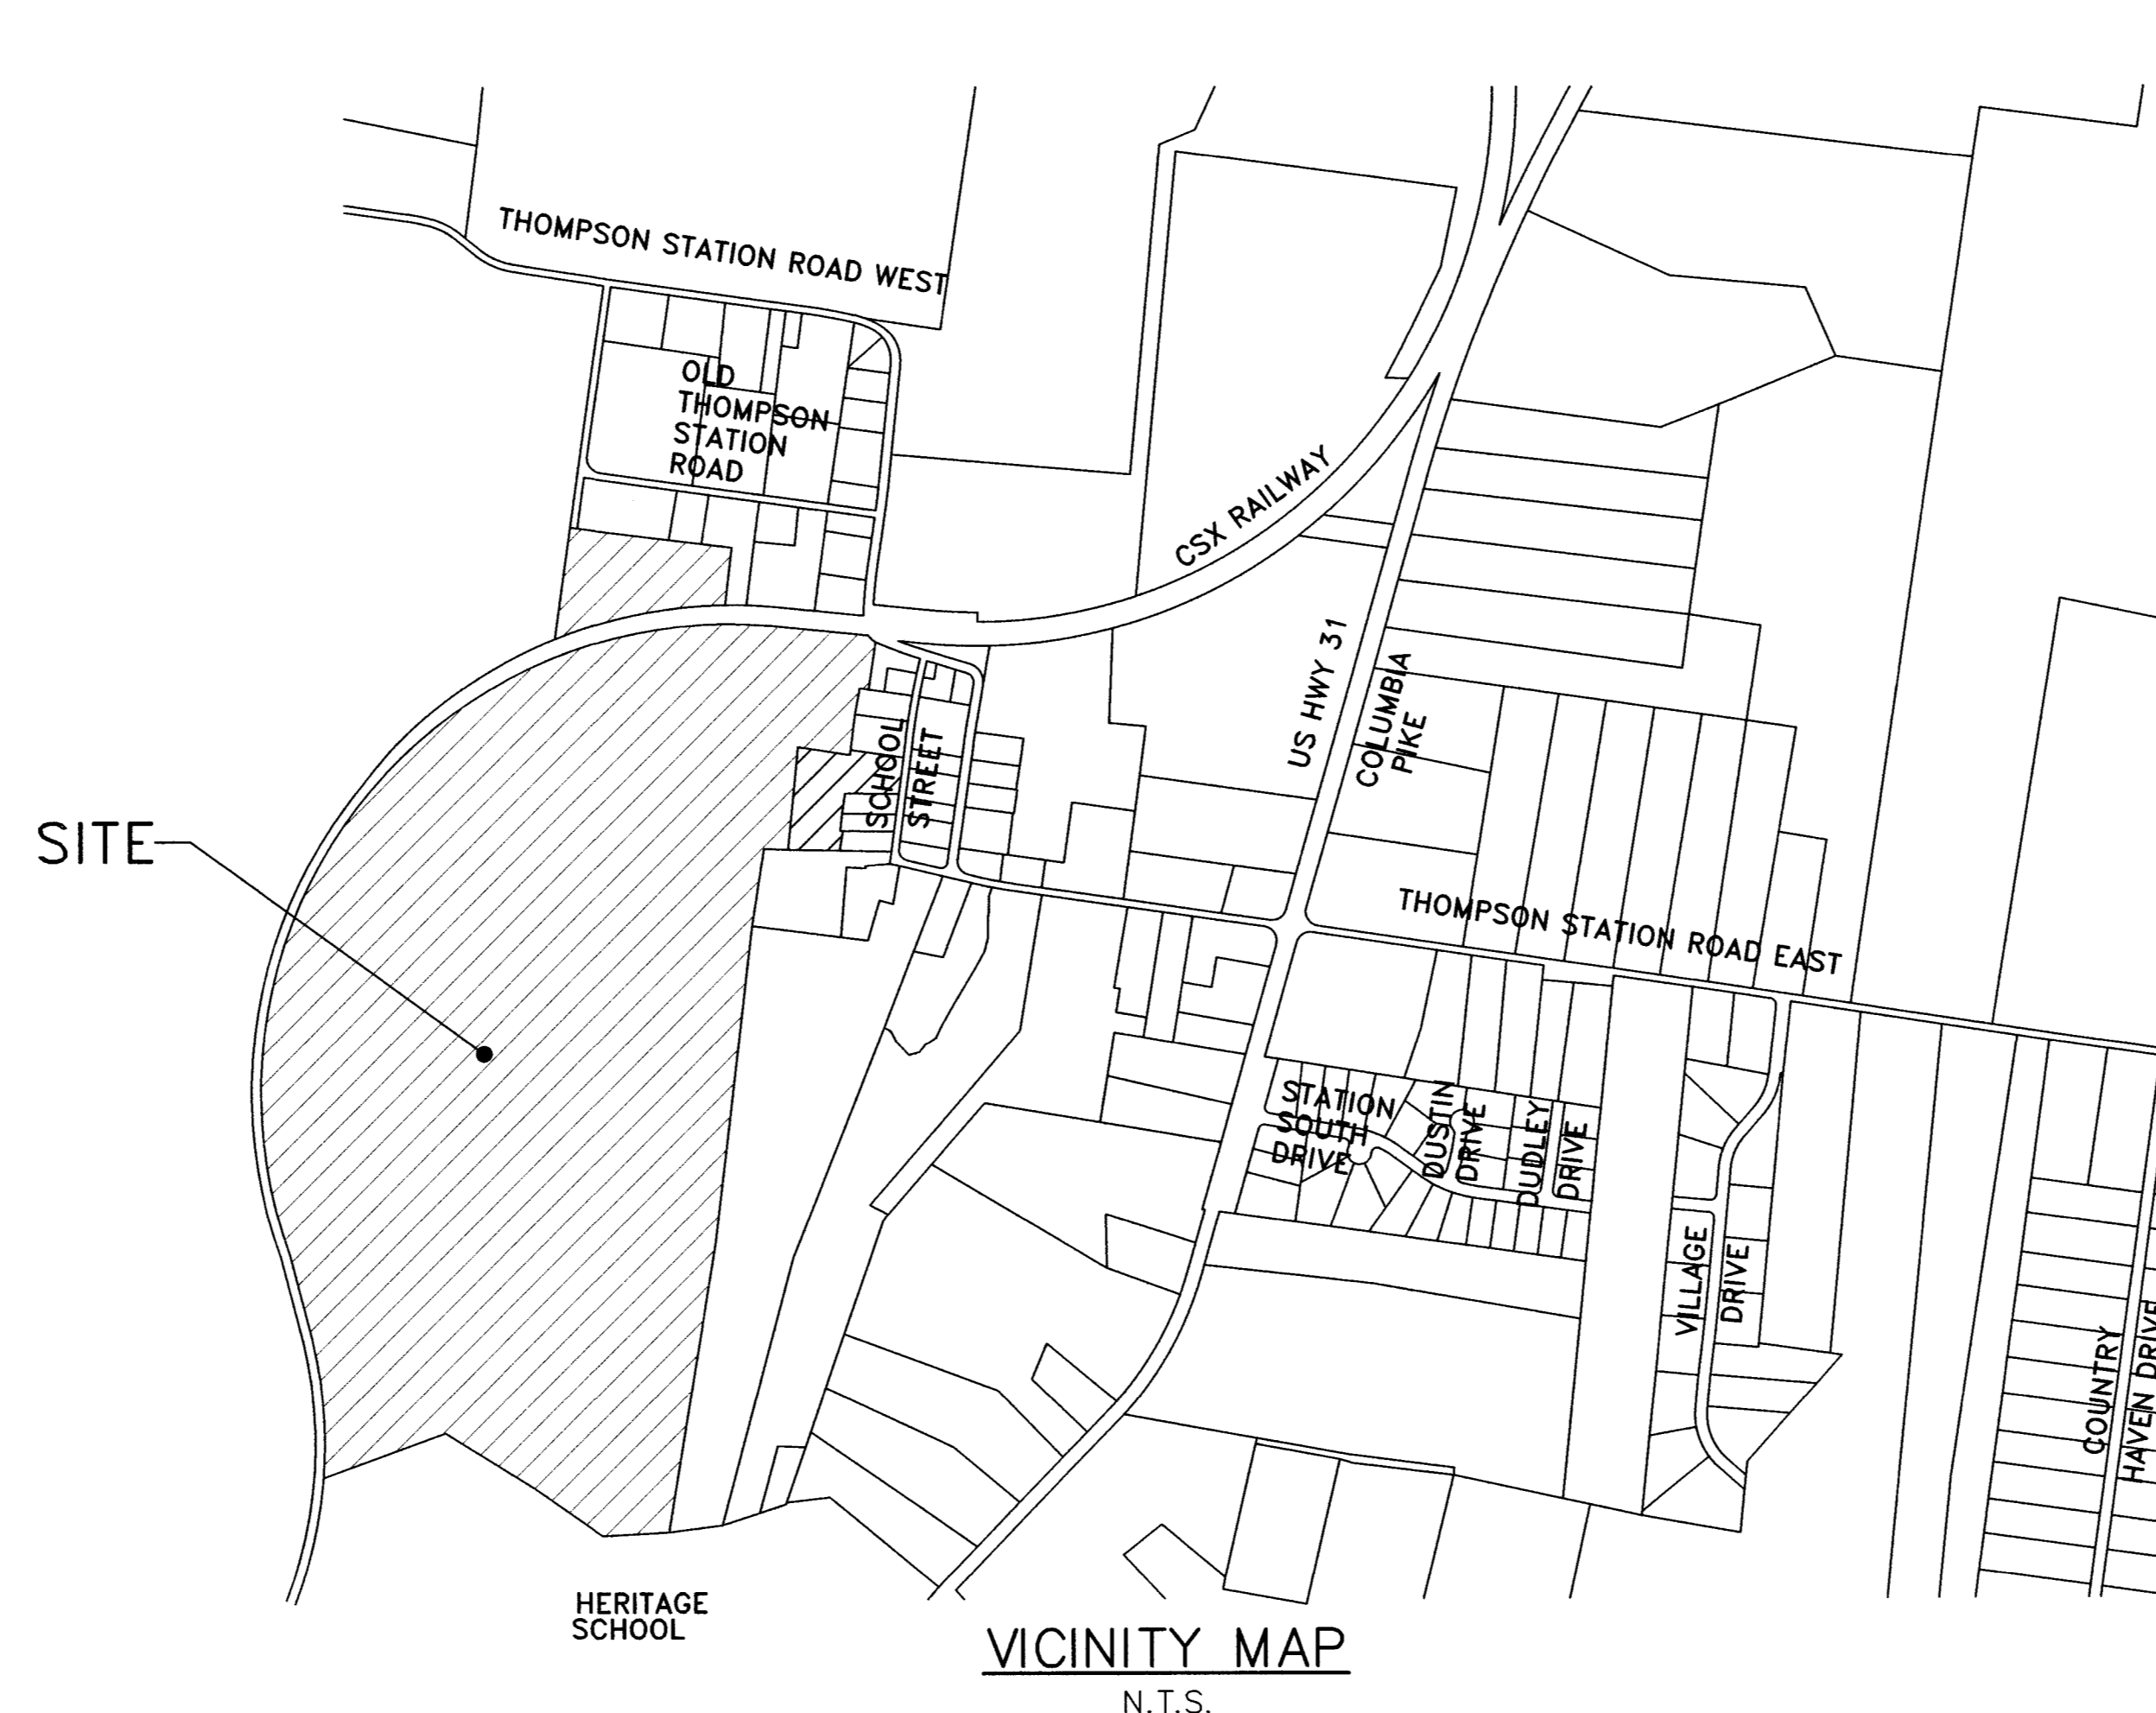 THOMPSON STATION ROAD WEST
OLD
THOMPSON
STATION
ROAD
CSX RAILWAY
US HWY 31
COLUMBIA
PIKE
SCHOOL
STREET
SITE
THOMPSON STATION ROAD EAST
STATION
SOUTH
DRIVE
DUSTIN
DRIVE
DUDLEY
DRIVE
VILLAGE
DRIVE
COUNTRY
HAVEN DRIVE
HERITAGE
SCHOOL
VICINITY MAP
N.T.S.